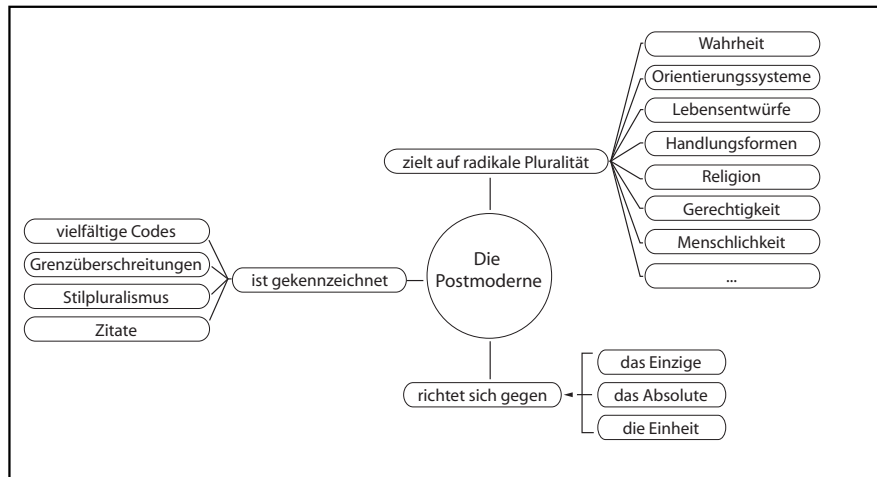 Wahrheit
Orientierungssysteme
Lebensentwürfe
Handlungsformen
zielt auf radikale Pluralität
Religion
Gerechtigkeit
Menschlichkeit
...
vielfältige Codes
Grenzüberschreitungen
Stilpluralismus
Zitate
ist gekennzeichnet
Die
Postmoderne
richtet sich gegen
das Einzige
das Absolute
die Einheit